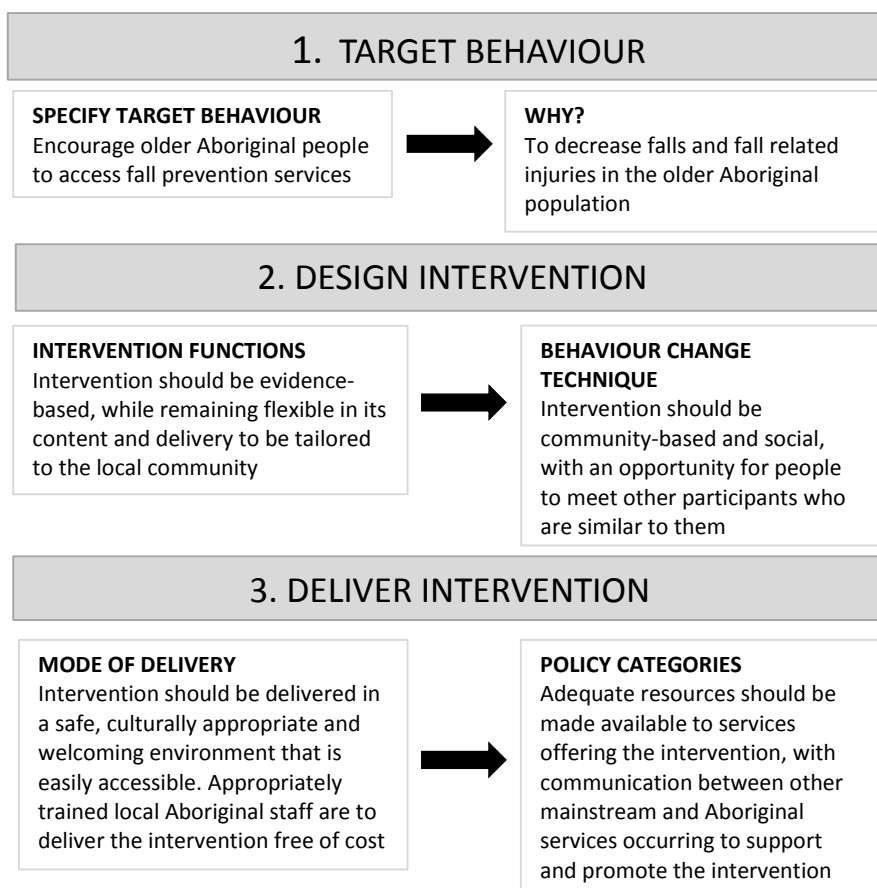 1. TARGET BEHAVIOUR
SPECIFY TARGET BEHAVIOUR
Encourage older Aboriginal people
to access fall prevention services
WHY?
To decrease falls and fall related
injuries in the older Aboriginal
population
2. DESIGN INTERVENTION
INTERVENTION FUNCTIONS
Intervention should be evidence-
based, while remaining flexible in its
content and delivery to be tailored
to the local community
BEHAVIOUR CHANGE
TECHNIQUE
Intervention should be
community-based and social,
with an opportunity for people
to meet other participants who
are similar to them
3. DELIVER INTERVENTION
MODE OF DELIVERY
Intervention should be delivered in
a safe, culturally appropriate and
welcoming environment that is
easily accessible. Appropriately
trained local Aboriginal staff are to
deliver the intervention free of cost
POLICY CATEGORIES
Adequate resources should be
made available to services
offering the intervention, with
communication between other
mainstream and Aboriginal
services occurring to support
and promote the intervention